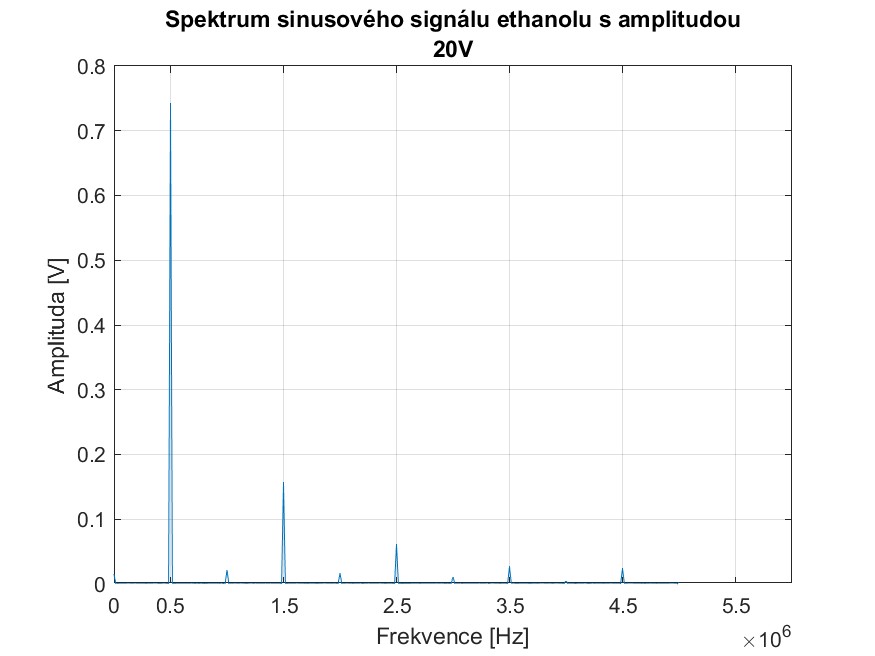 Spektrum sinusového signálu ethanolu s amplitudou
20V
0.8
0.7
0.6
0.5
0.4
0.3
0.2
0.1
0
Amplituda [V]
0 0.5 1.5 2.5 3.5 4.5 5.5
Frekvence [Hz]
×10⁶